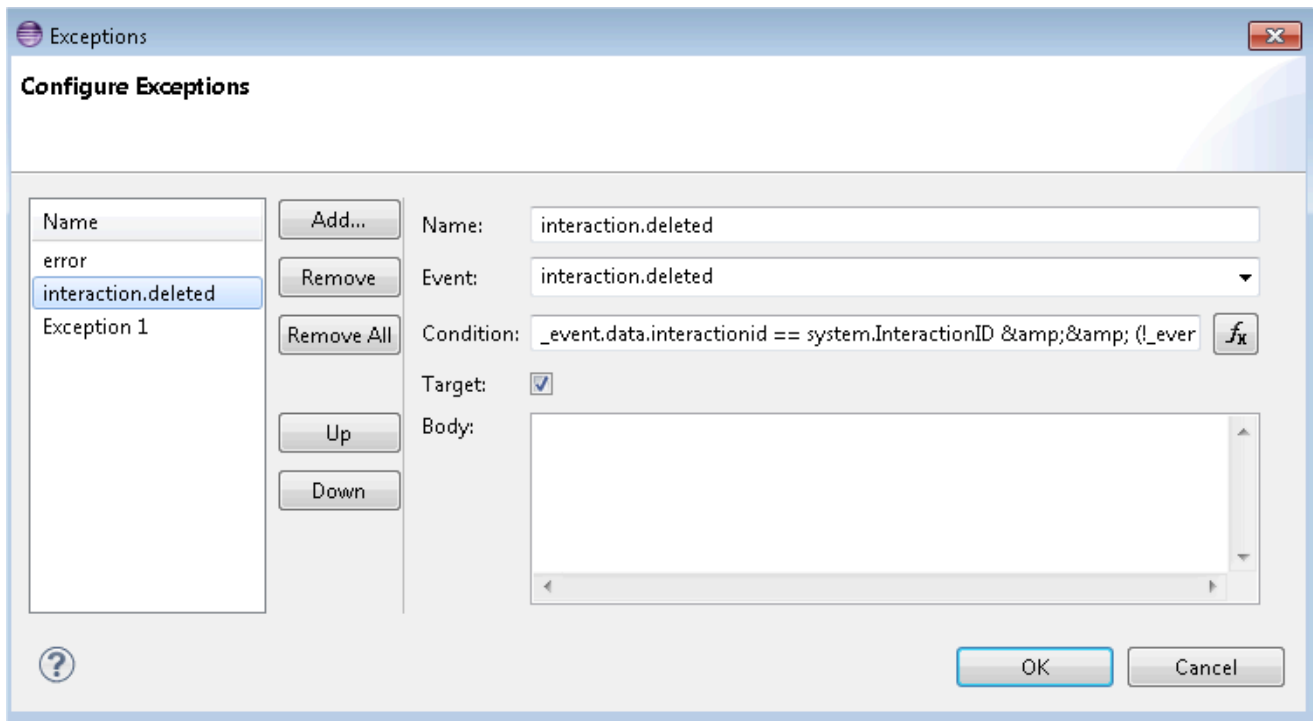 Exceptions
Configure Exceptions
Name
error
interaction.deleted
Exception 1
Add...
Remove
Remove All
Up
Down
Name: interaction.deleted
Event: interaction.deleted
Condition: _event.data.interactionid == system.InteractionID &amp;&amp; (!_ever
fx
Target:
Body:
?
OK
Cancel